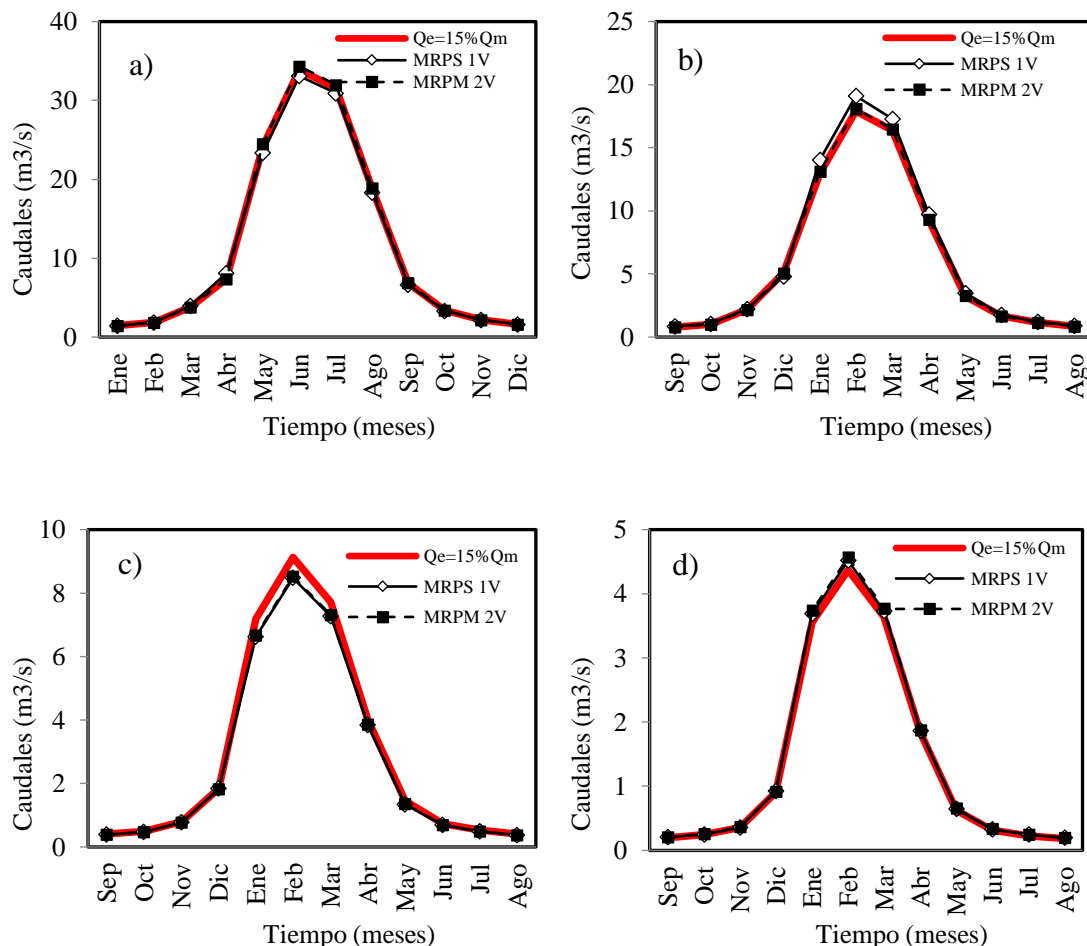 a)
Qe=15%Qm
MRPS 1V
MRPM 2V
40
30
20
10
0
Caudales (m3/s)
Ene Feb Mar Abr May Jun Jul Ago Sep Oct Nov Dic
Tiempo (meses)
b)
Qe=15%Qm
MRPS 1V
MRPM 2V
25
20
15
10
5
0
Caudales (m3/s)
Sep Oct Nov Dic Ene Feb Mar Abr May Jun Jul Ago
Tiempo (meses)
c)
Qe=15%Qm
MRPS 1V
MRPM 2V
10
8
6
4
2
0
Caudales (m3/s)
Sep Oct Nov Dic Ene Feb Mar Abr May Jun Jul Ago
Tiempo (meses)
d)
Qe=15%Qm
MRPS 1V
MRPM 2V
5
4
3
2
1
0
Caudales (m3/s)
Sep Oct Nov Dic Ene Feb Mar Abr May Jun Jul Ago
Tiempo (meses)